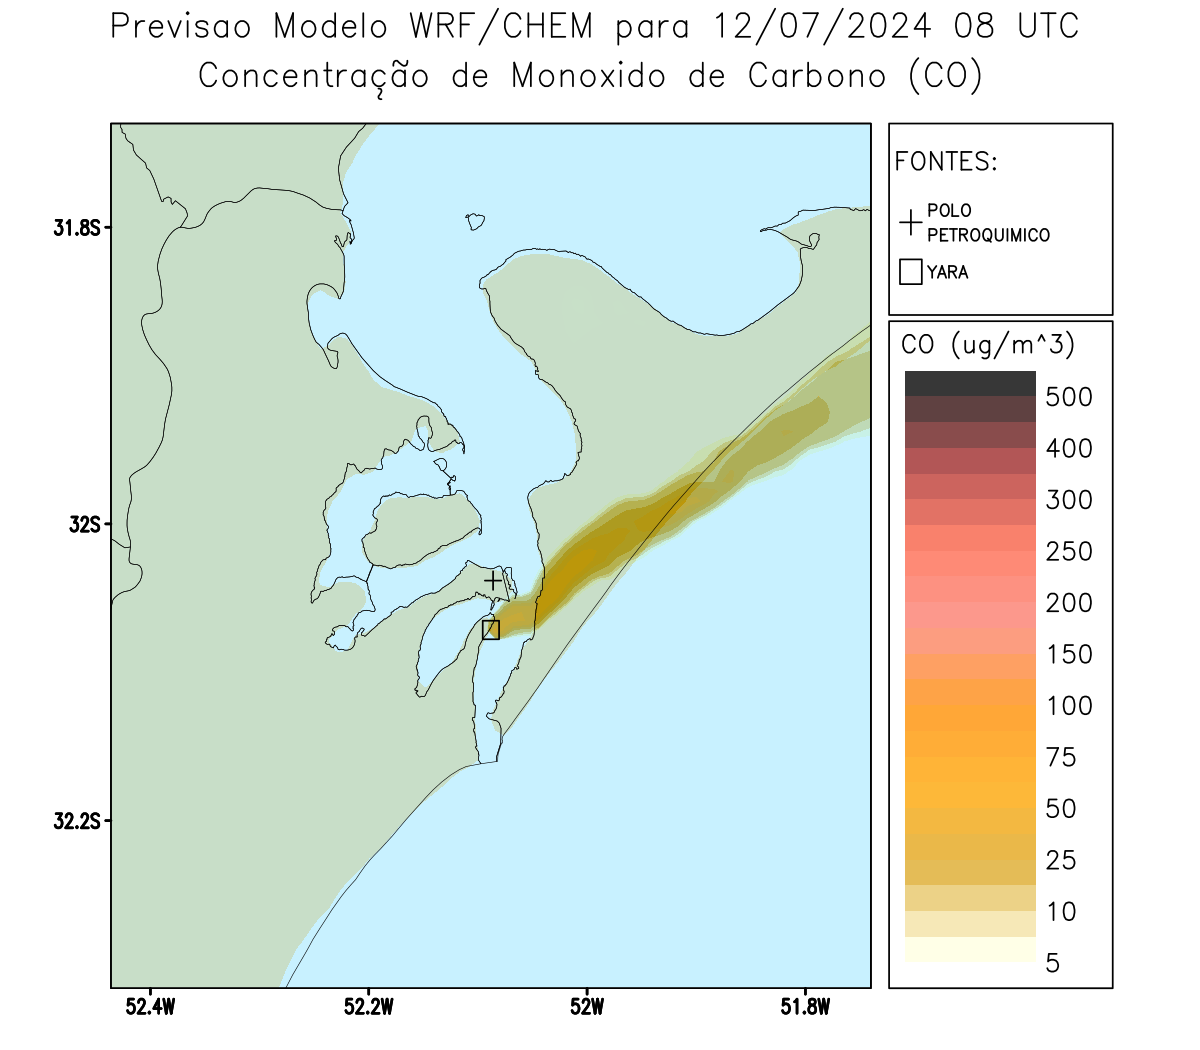 Previsao Modelo WRF/CHEM para 12/07/2024 08 UTC
Concentração de Monoxido de Carbono (CO)
FONTES:
POLO
PETROQUIMICO
YARA
CO (ug/m^3)
500
400
300
250
200
150
100
75
50
25
10
5
31.8S
32S
32.2S
52.4W
52.2W
52W
51.8W